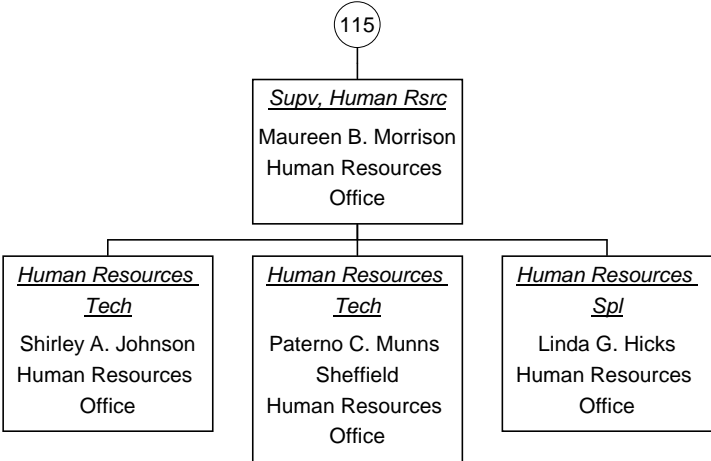 115
Supv, Human Rsrc
Maureen B. Morrison
Human Resources
Office
Human Resources
Tech
Shirley A. Johnson
Human Resources
Office
Human Resources
Tech
Paterno C. Munns
Sheffield
Human Resources
Office
Human Resources
Spl
Linda G. Hicks
Human Resources
Office